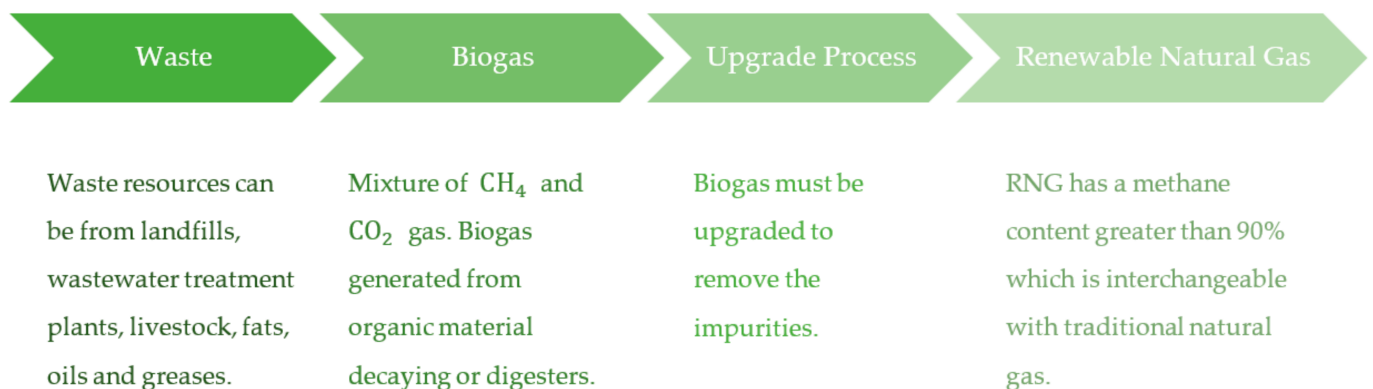 Waste
Biogas
Upgrade Process
Renewable Natural Gas
Waste resources can
be from landfills,
wastewater treatment
plants, livestock, fats,
oils and greases.
Mixture of CH₄ and
CO₂ gas. Biogas
generated from
organic material
decaying or digesters.
Biogas must be
upgraded to
remove the
impurities.
RNG has a methane
content greater than 90%
which is interchangeable
with traditional natural
gas.